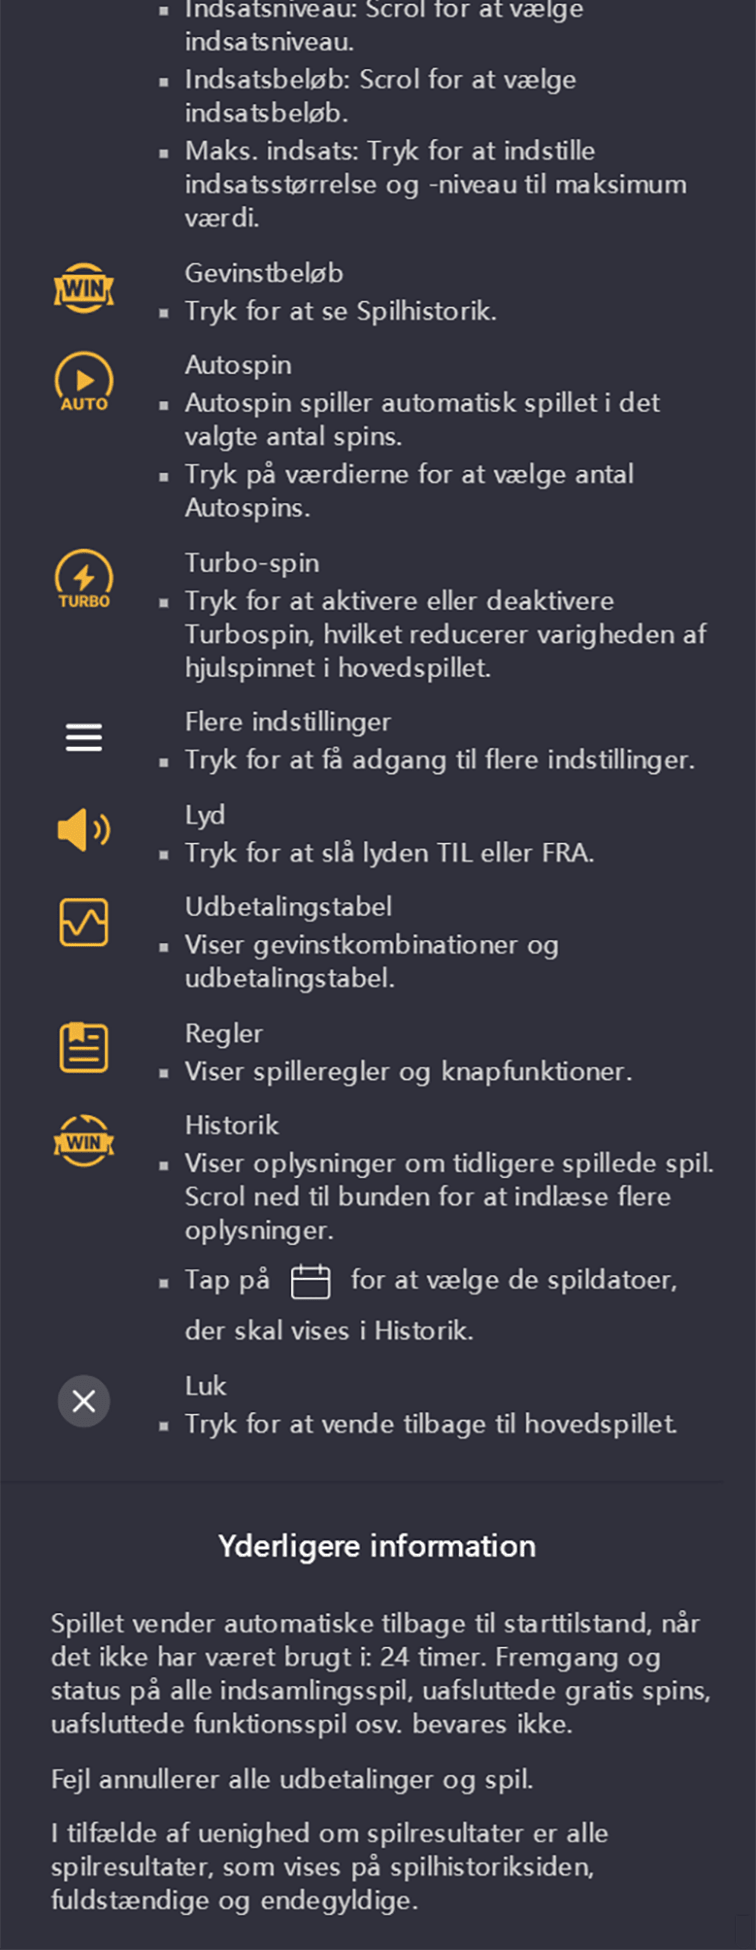 Indsatsniveau: Scrol for at vælge
indsatsniveau.
Indsatsbeløb: Scrol for at vælge
indsatsbeløb.
Maks. indsats: Tryk for at indstille
indsatsstørrelse og -niveau til maksimum
værdi.
WIN
Gevinstbeløb
Tryk for at se Spilhistorik.
AUTO
Autospin
Autospin spiller automatisk spillet i det
valgte antal spins.
Tryk på værdierne for at vælge antal
Autospins.
TURBO
Turbo-spin
Tryk for at aktivere eller deaktivere
Turbospin, hvilket reducerer varigheden af
hjulspinnet i hovedspillet.
Flere indstillinger
Tryk for at få adgang til flere indstillinger.
Lyd
Tryk for at slå lyden TIL eller FRA.
Udbetalingstabel
Viser gevinstkombinationer og
udbetalingstabel.
Regler
Viser spilleregler og knapfunktioner.
WIN
Historik
Viser oplysninger om tidligere spillede spil.
Scrol ned til bunden for at indlæse flere
oplysninger.
Tap på for at vælge de spildatoer,
der skal vises i Historik.
Luk
Tryk for at vende tilbage til hovedspillet.
Yderligere information
Spillet vender automatiske tilbage til starttilstand, når
det ikke har været brugt i: 24 timer. Fremgang og
status på alle indsamlingsspil, uafsluttede gratis spins,
uafsluttede funktionsspil osv. bevares ikke.
Fejl annullerer alle udbetalinger og spil.
I tilfælde af uenighed om spilresultater er alle
spilresultater, som vises på spilhistoriksiden,
fuldstændige og endegyldige.